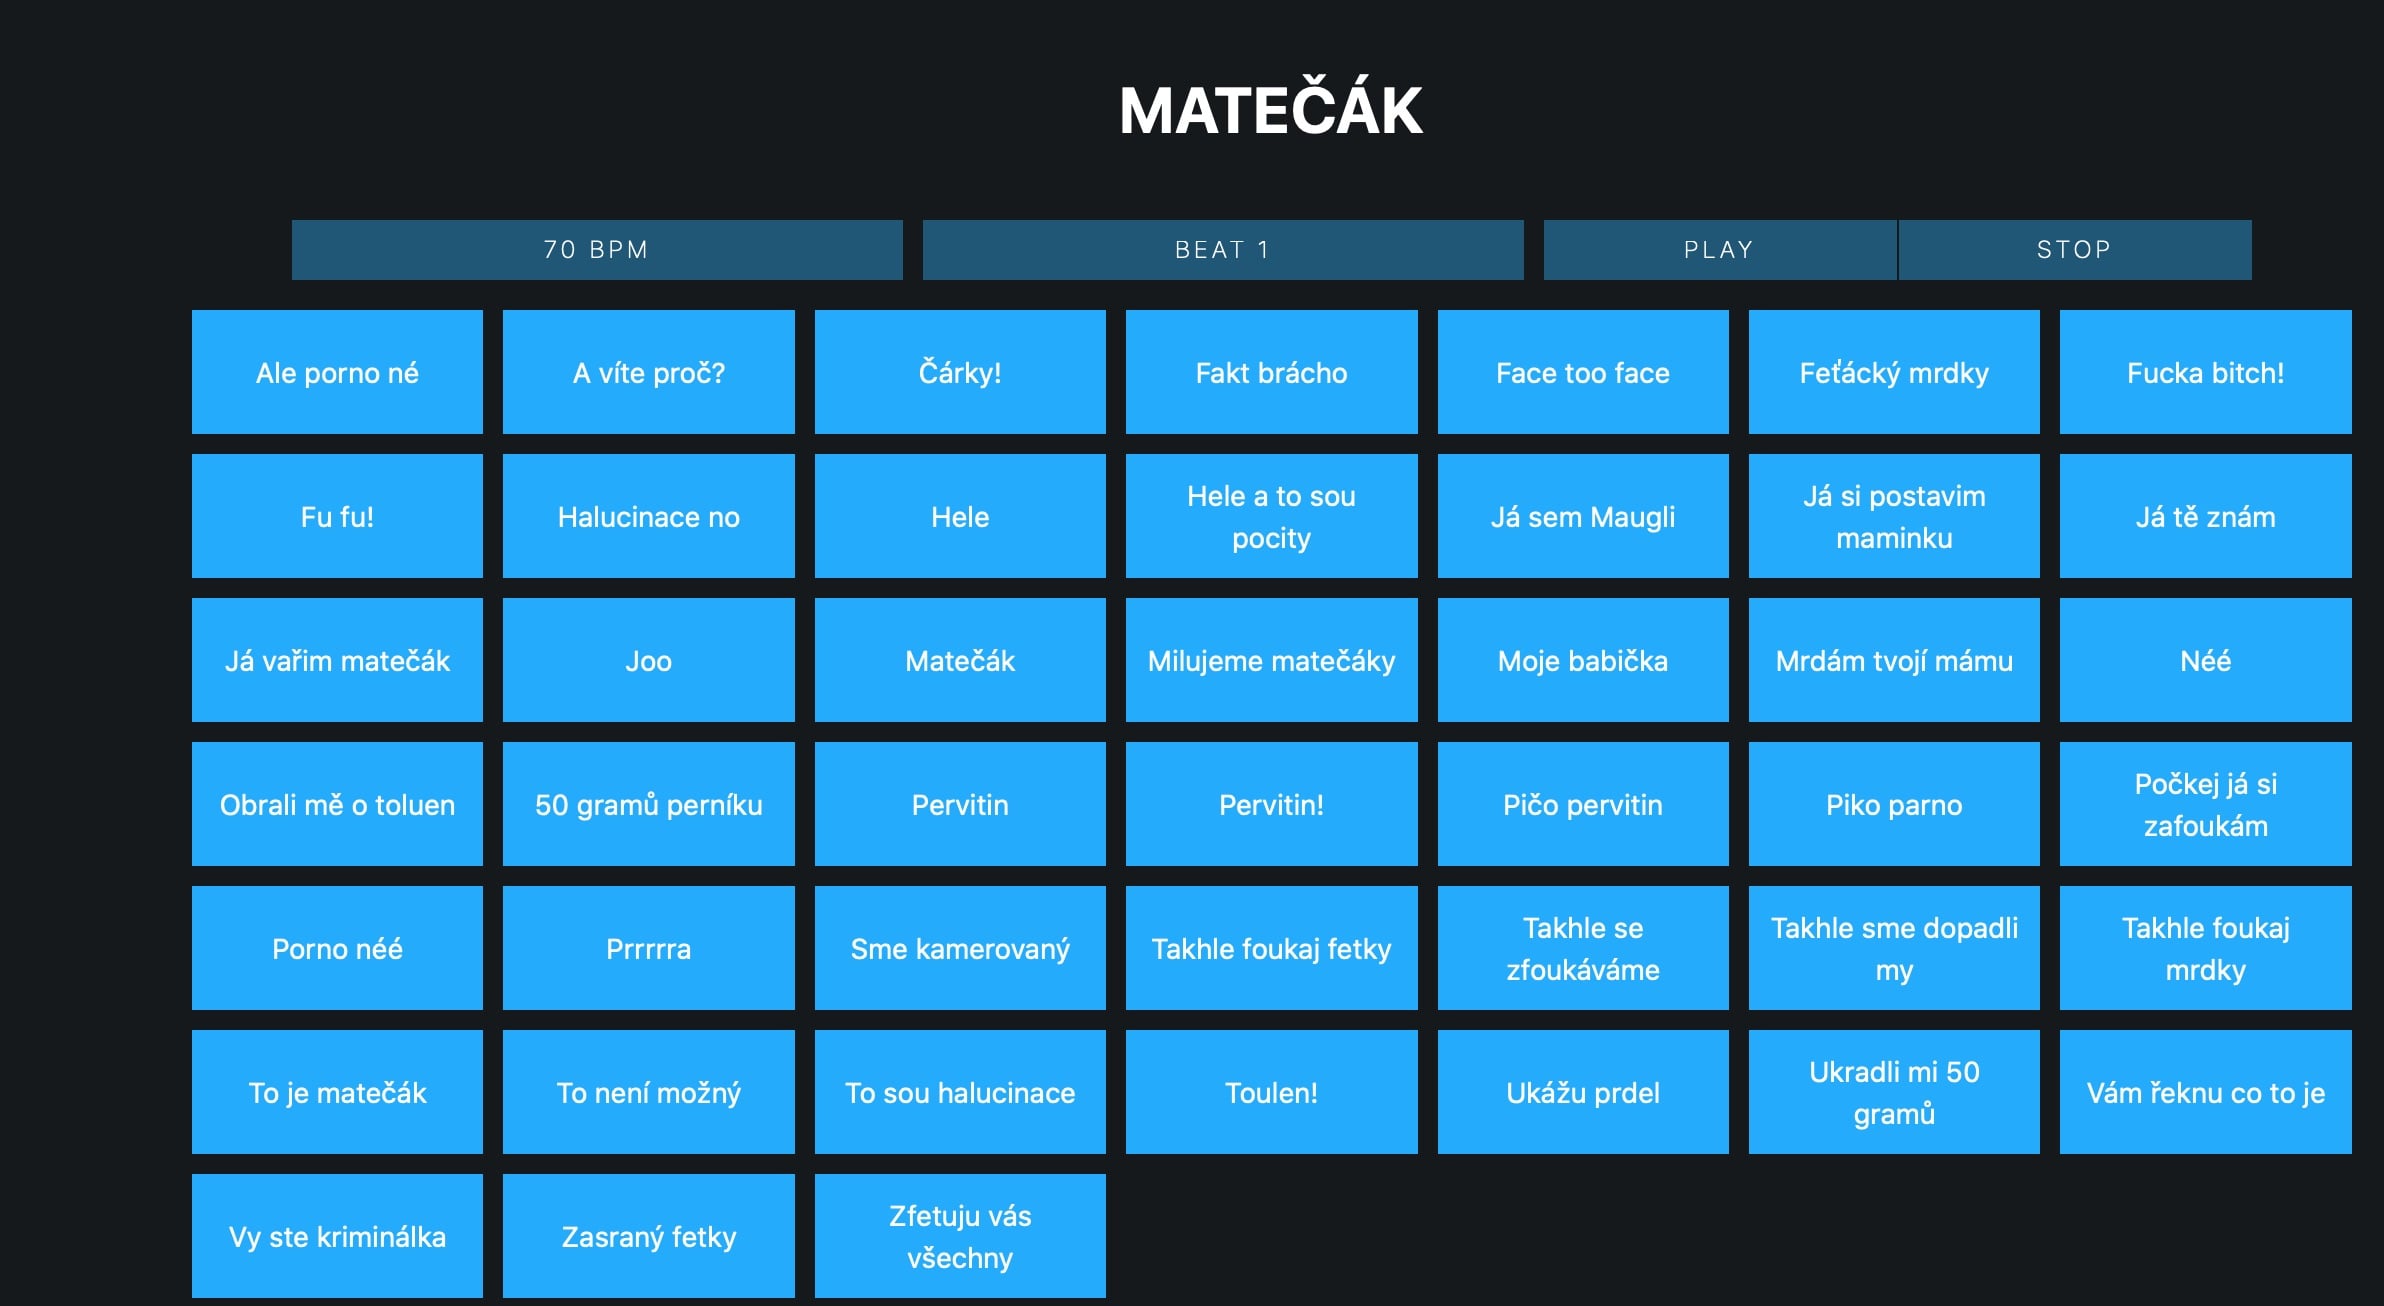 MATEČÁK
70 BPM
BEAT 1
PLAY
STOP
Ale porno né
A víte proč?
Čárky!
Fakt brácho
Face too face
Feťácký mrdky
Fucka bitch!
Fu fu!
Halucinace no
Hele
Hele a to sou
pocity
Já sem Maugli
Já si postavim
maminku
Já tě znám
Já vařim matečák
Joo
Matečák
Milujeme matečáky
Moje babička
Mrdám tvojí mámu
Néé
Obrali mě o toluen
50 gramů perníku
Pervitin
Pervitin!
Pičo pervitin
Piko parno
Počkej já si
zafoukám
Porno néé
Prrrrra
Sme kamerovaný
Takhle foukaj fetky
Takhle se
zfoukáváme
Takhle sme dopadli
my
Takhle foukaj
mrdky
To je matečák
To není možný
To sou halucinace
Toulen!
Ukážu prdel
Ukradli mi 50
gramů
Vám řeknu co to je
Vy ste kriminálka
Zasraný fetky
Zfetuju vás
všechny